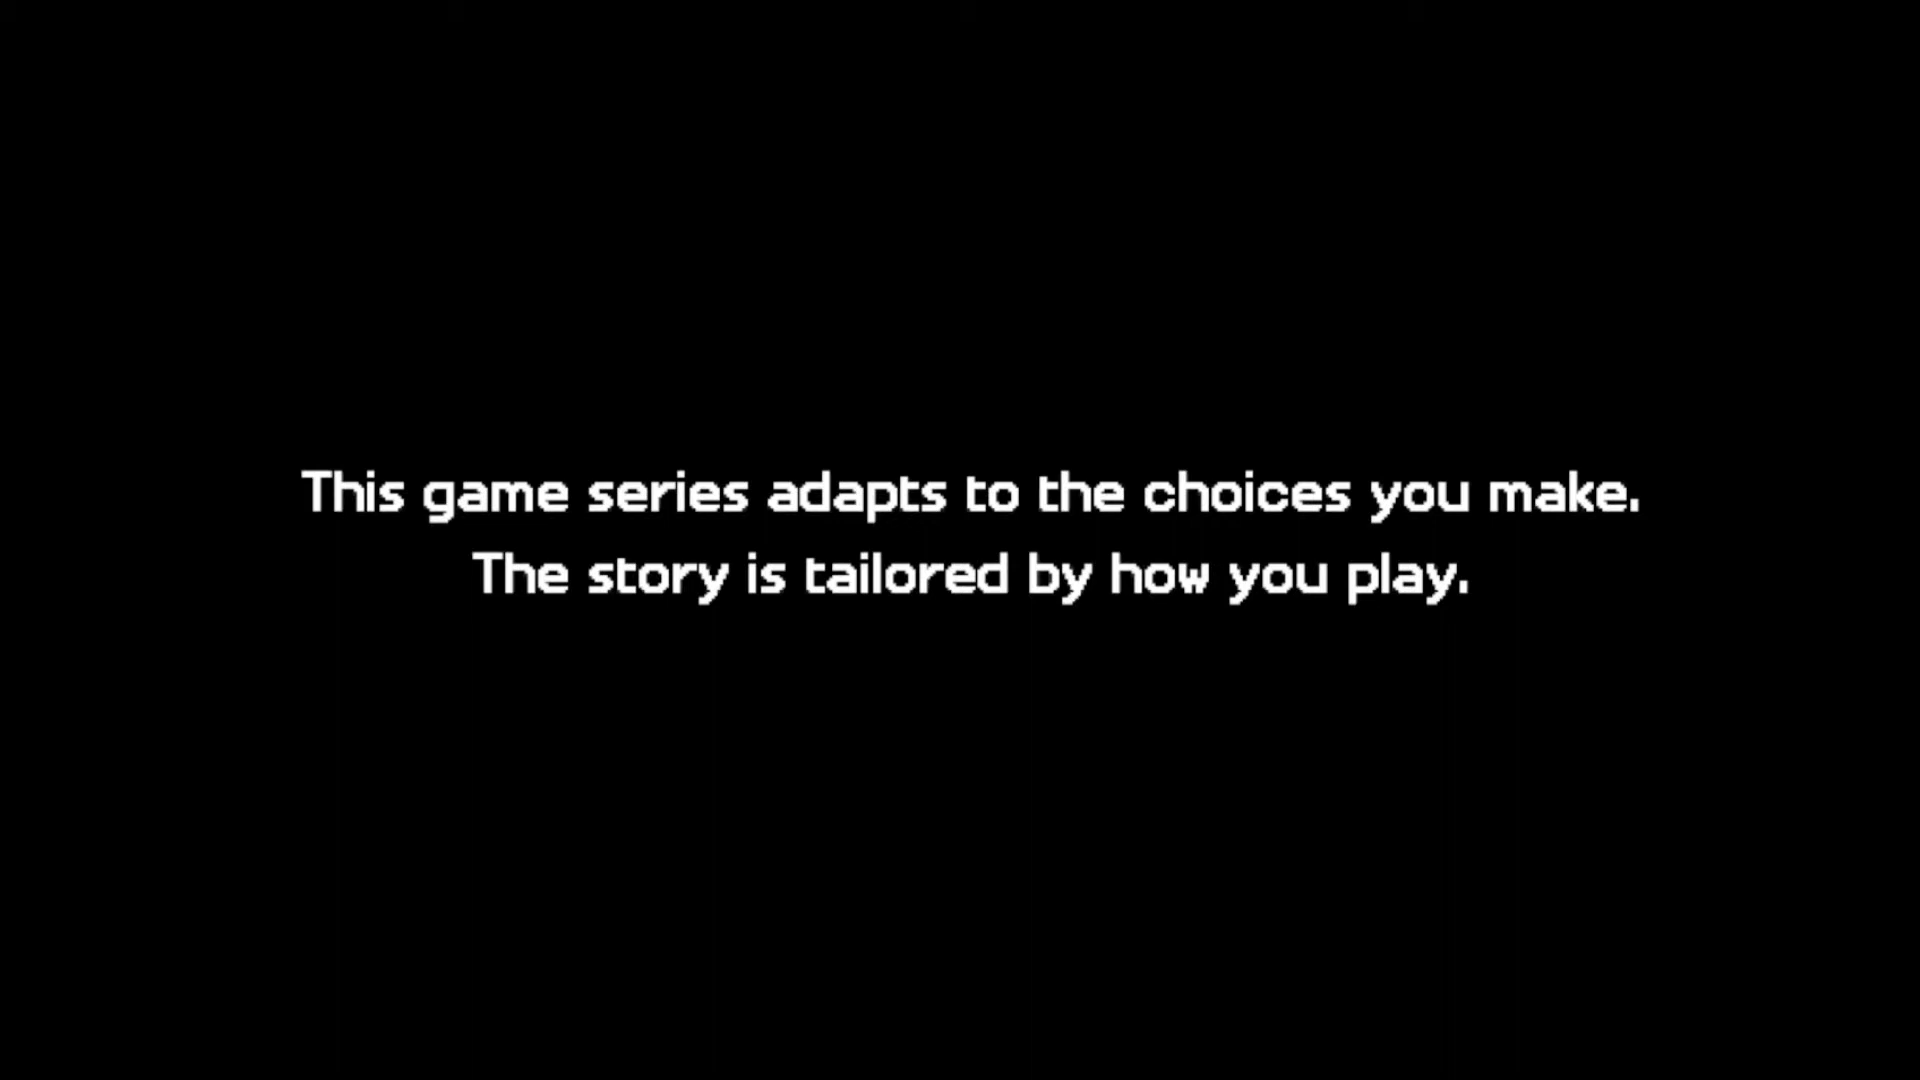 This game series adapts to the choices you make.
The story is tailored by how you play.